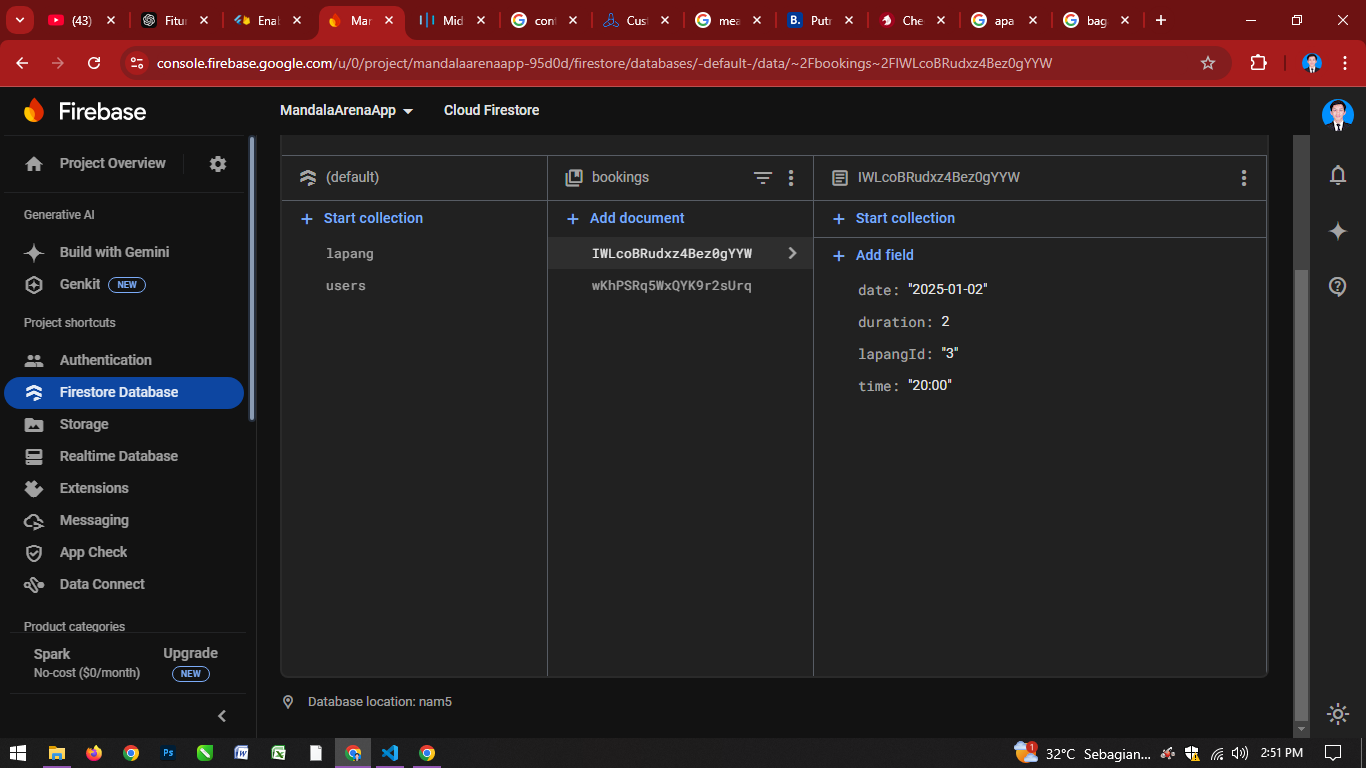 (43)
Fitur
Enal
Mar
Mid
con
Cus
mea
B.
Putr
Che
apa
bag
console.firebase.google.com/u/0/project/mandalaarenaapp-95d0d/firestore/databases/-default-/data/~2Fbookings~2FIWLcoBRudxz4Bez0gYYW
Firebase
MandalaArenaApp
Cloud Firestore
Project Overview
Generative AI
Build with Gemini
Genkit NEW
Project shortcuts
Authentication
Firestore Database
Storage
Realtime Database
Extensions
Messaging
App Check
Data Connect
Product categories
Spark
No-cost ($0/month)
Upgrade
NEW
(default)
Start collection
lapang
users
bookings
Add document
IWLcoBRudxz4Bez0gYYW
wKhPSRq5WxQYK9r2sUrq
IWLcoBRudxz4Bez0gYYW
Start collection
Add field
date: "2025-01-02"
duration: 2
lapangId: "3"
time: "20:00"
Database location: nam5
Ps
1
32°C Sebagian...
2:51 PM